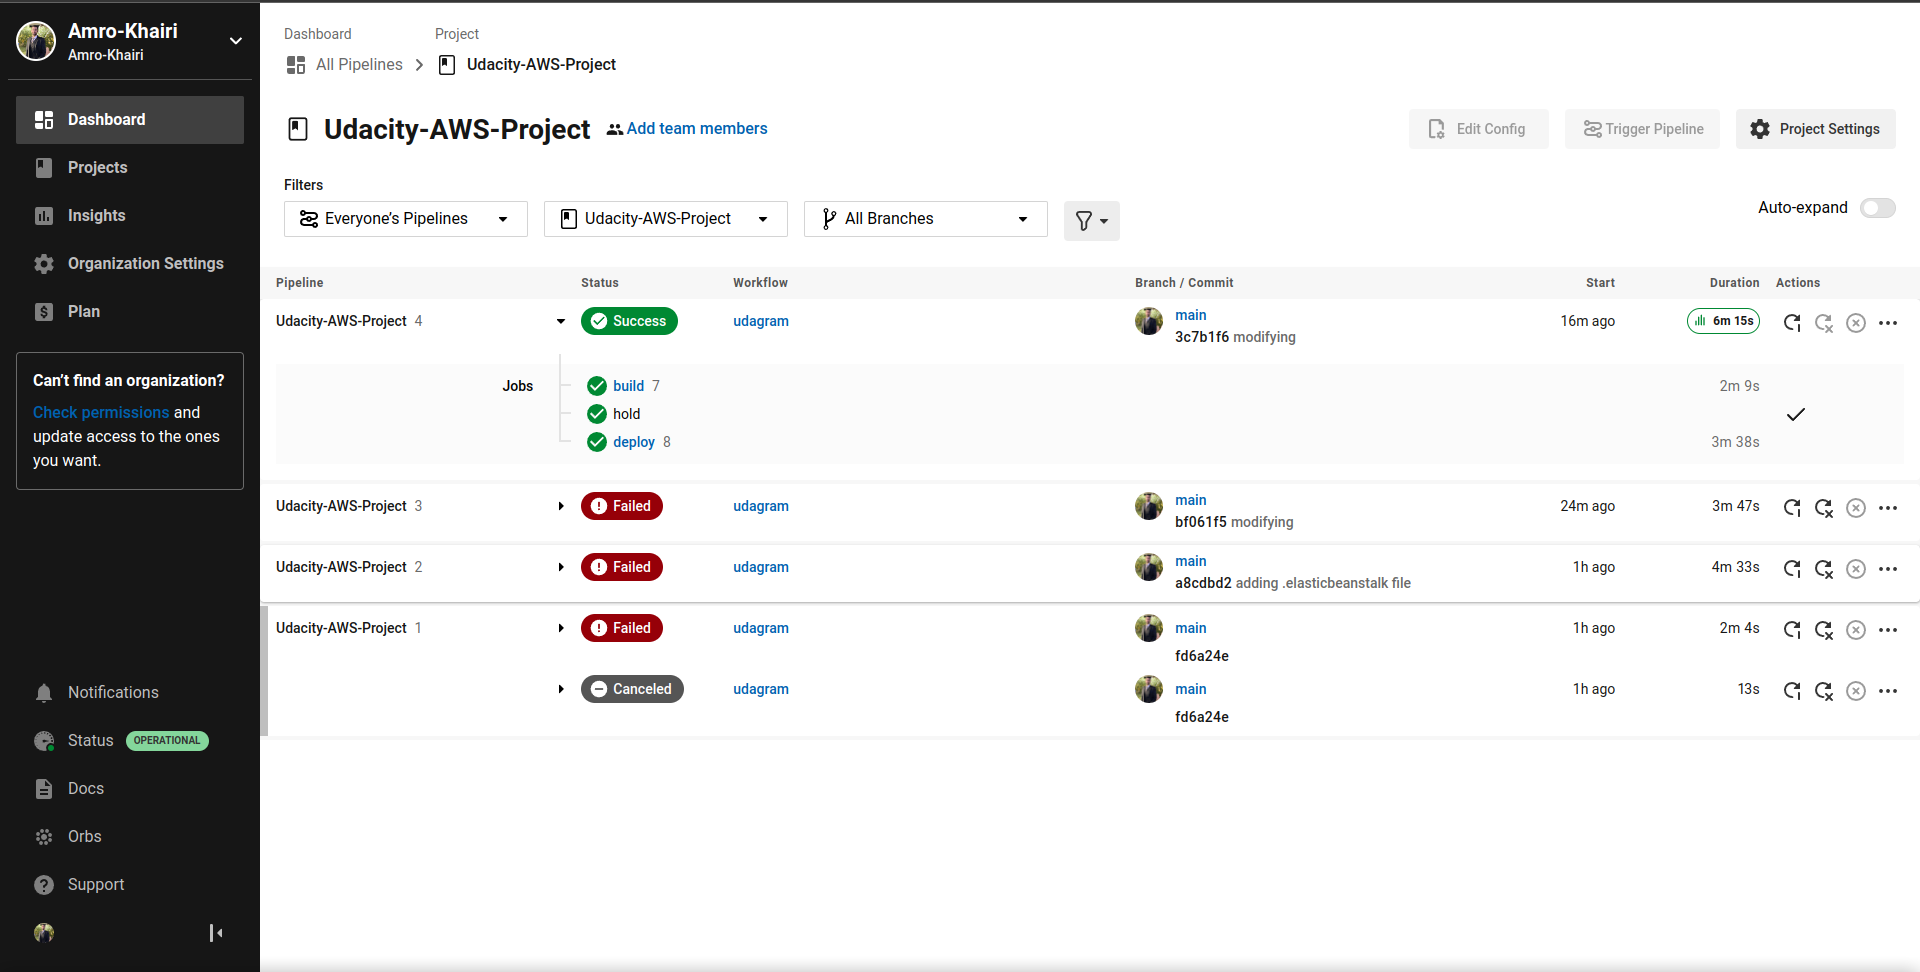 Amro-Khairi
Amro-Khairi
Dashboard
Projects
Insights
Organization Settings
Plan
Can't find an organization?
Check permissions and
update access to the ones
you want.
Notifications
Status OPERATIONAL
Docs
Orbs
Support
Dashboard Project
All Pipelines Udacity-AWS-Project
Udacity-AWS-Project Add team members
Edit Config Trigger Pipeline Project Settings
Filters
Everyone’s Pipelines Udacity-AWS-Project All Branches
Auto-expand
Pipeline Status Workflow Branch / Commit Start Duration Actions
Udacity-AWS-Project 4 Success udagram main 16m ago 6m 15s
3c7b1f6 modifying
Jobs build 7 2m 9s
hold
deploy 8 3m 38s
Udacity-AWS-Project 3 Failed udagram main 24m ago 3m 47s
bf061f5 modifying
Udacity-AWS-Project 2 Failed udagram main 1h ago 4m 33s
a8cdbd2 adding .elasticbeanstalk file
Udacity-AWS-Project 1 Failed udagram main 1h ago 2m 4s
fd6a24e
Canceled udagram main 1h ago 13s
fd6a24e